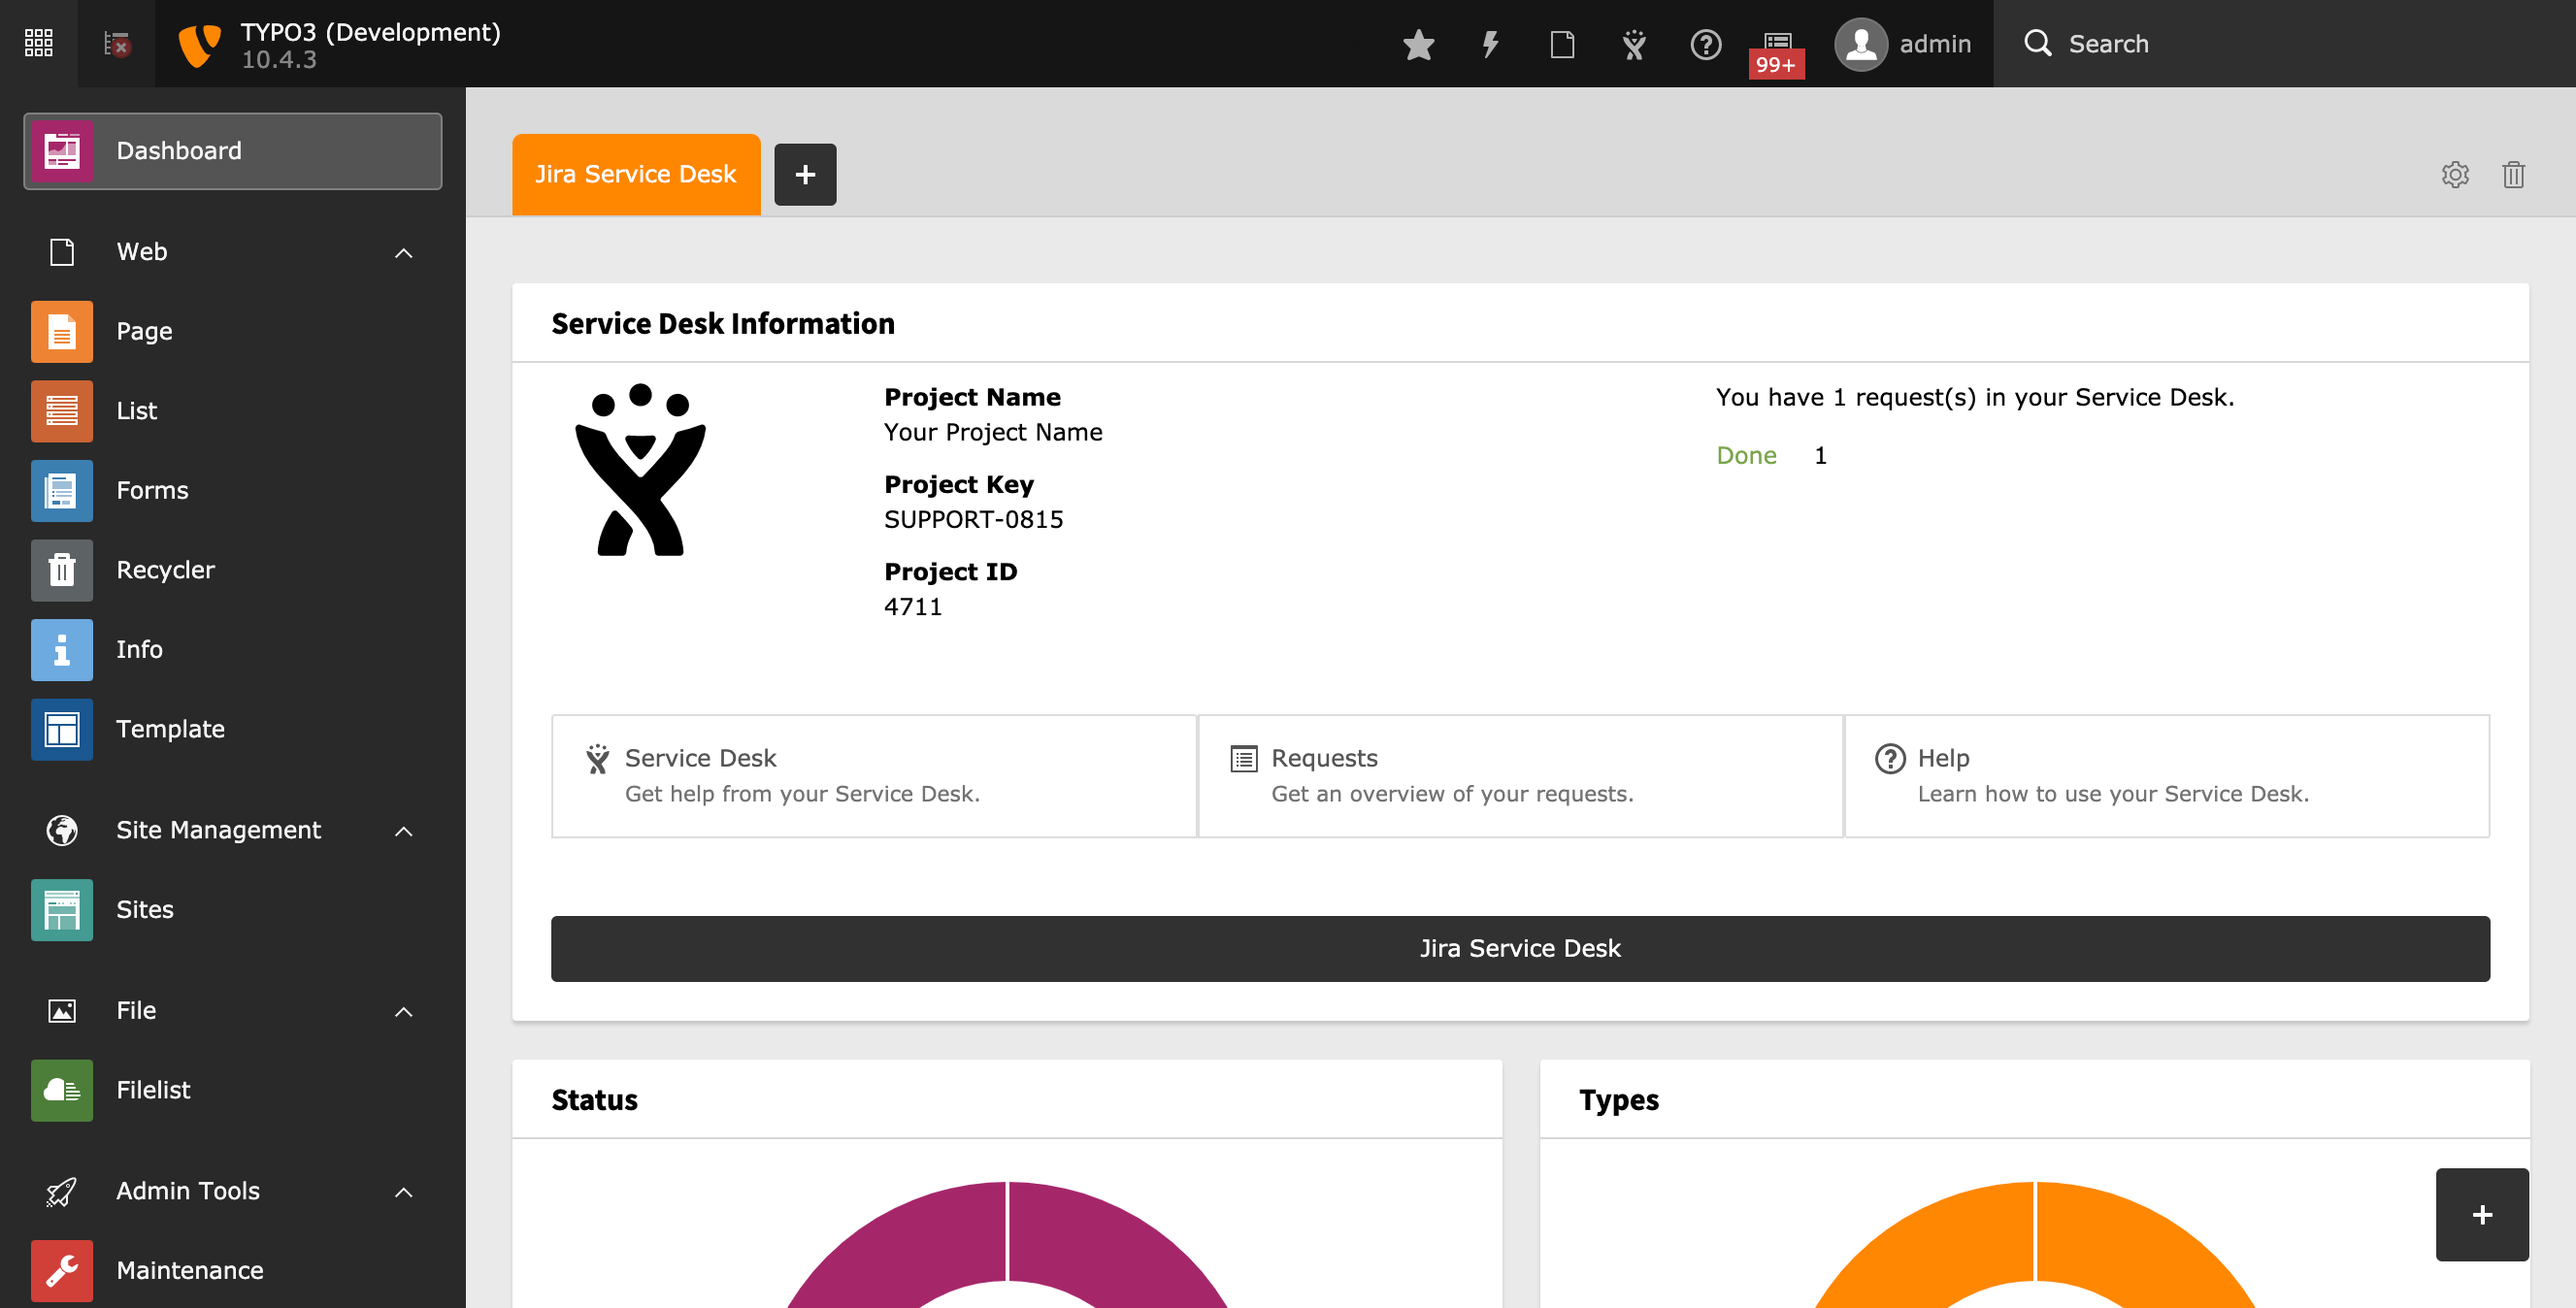 TYPO3 (Development)
10.4.3
99+
admin
Search
Dashboard
Web
Page
List
Forms
Recycler
Info
Template
Site Management
Sites
File
Filelist
Admin Tools
Maintenance
Jira Service Desk
+
Service Desk Information
Project Name
Your Project Name
Project Key
SUPPORT-0815
Project ID
4711
You have 1 request(s) in your Service Desk.
Done 1
Service Desk
Get help from your Service Desk.
Requests
Get an overview of your requests.
Help
Learn how to use your Service Desk.
Jira Service Desk
Status
Types
+